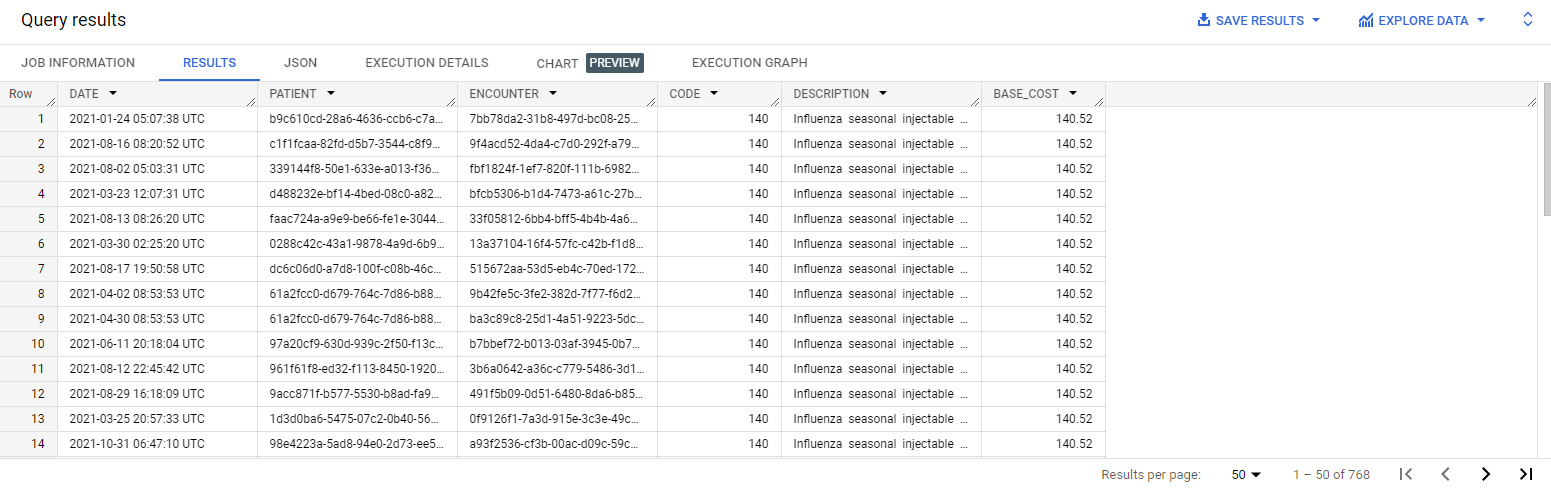 Query results SAVE RESULTS EXPLORE DATA
JOB INFORMATION RESULTS JSON EXECUTION DETAILS CHART PREVIEW EXECUTION GRAPH
Row DATE PATIENT ENCOUNTER CODE DESCRIPTION BASE_COST
1 2021-01-24 05:07:38 UTC b9c610cd-28a6-4636-ccb6-c7a... 7bb78da2-31b8-497d-bc08-25... 140 Influenza seasonal injectable ... 140.52
2 2021-08-16 08:20:52 UTC c1f1fcaa-82fd-d5b7-3544-c8f9... 9f4acd52-4da4-c7d0-292f-a79... 140 Influenza seasonal injectable ... 140.52
3 2021-08-02 05:03:31 UTC 339144f8-50e1-633e-a013-f36... fbf1824f-1ef7-820f-111b-6982... 140 Influenza seasonal injectable ... 140.52
4 2021-03-23 12:07:31 UTC d488232e-bf14-4bed-08c0-a82... bfcb5306-b1d4-7473-a61c-27b... 140 Influenza seasonal injectable ... 140.52
5 2021-08-13 08:26:20 UTC faac724a-a9e9-be66-fe1e-3044... 33f05812-6bb4-bff5-4b4b-4a6... 140 Influenza seasonal injectable ... 140.52
6 2021-03-30 02:25:20 UTC 0288c42c-43a1-9878-4a9d-6b9... 13a37104-16f4-57fc-c42b-f1d8... 140 Influenza seasonal injectable ... 140.52
7 2021-08-17 19:50:58 UTC dc6c06d0-a7d8-100f-c08b-46c... 515672aa-53d5-eb4c-70ed-172... 140 Influenza seasonal injectable ... 140.52
8 2021-04-02 08:53:53 UTC 61a2fcc0-d679-764c-7d86-b88... 9b42fe5c-3fe2-382d-7f77-f6d2... 140 Influenza seasonal injectable ... 140.52
9 2021-04-30 08:53:53 UTC 61a2fcc0-d679-764c-7d86-b88... ba3c89c8-25d1-4a51-9223-5dc... 140 Influenza seasonal injectable ... 140.52
10 2021-06-11 20:18:04 UTC 97a20cf9-630d-939c-2f50-f13c... b7bbef72-b013-03af-3945-0b7... 140 Influenza seasonal injectable ... 140.52
11 2021-08-12 22:45:42 UTC 961f61f8-ed32-f113-8450-1920... 3b6a0642-a36c-c779-5486-3d1... 140 Influenza seasonal injectable ... 140.52
12 2021-08-29 16:18:09 UTC 9acc871f-b577-5530-b8ad-fa9... 491f5b09-0d51-6480-8da6-b85... 140 Influenza seasonal injectable ... 140.52
13 2021-03-25 20:57:33 UTC 1d3d0ba6-5475-07c2-0b40-56... 0f9126f1-7a3d-915e-3c3e-49c... 140 Influenza seasonal injectable ... 140.52
14 2021-10-31 06:47:10 UTC 98e4223a-5ad8-94e0-2d73-ee5... a93f2536-cf3b-00ac-d09c-59c... 140 Influenza seasonal injectable ... 140.52
Results per page: 50 1 – 50 of 768